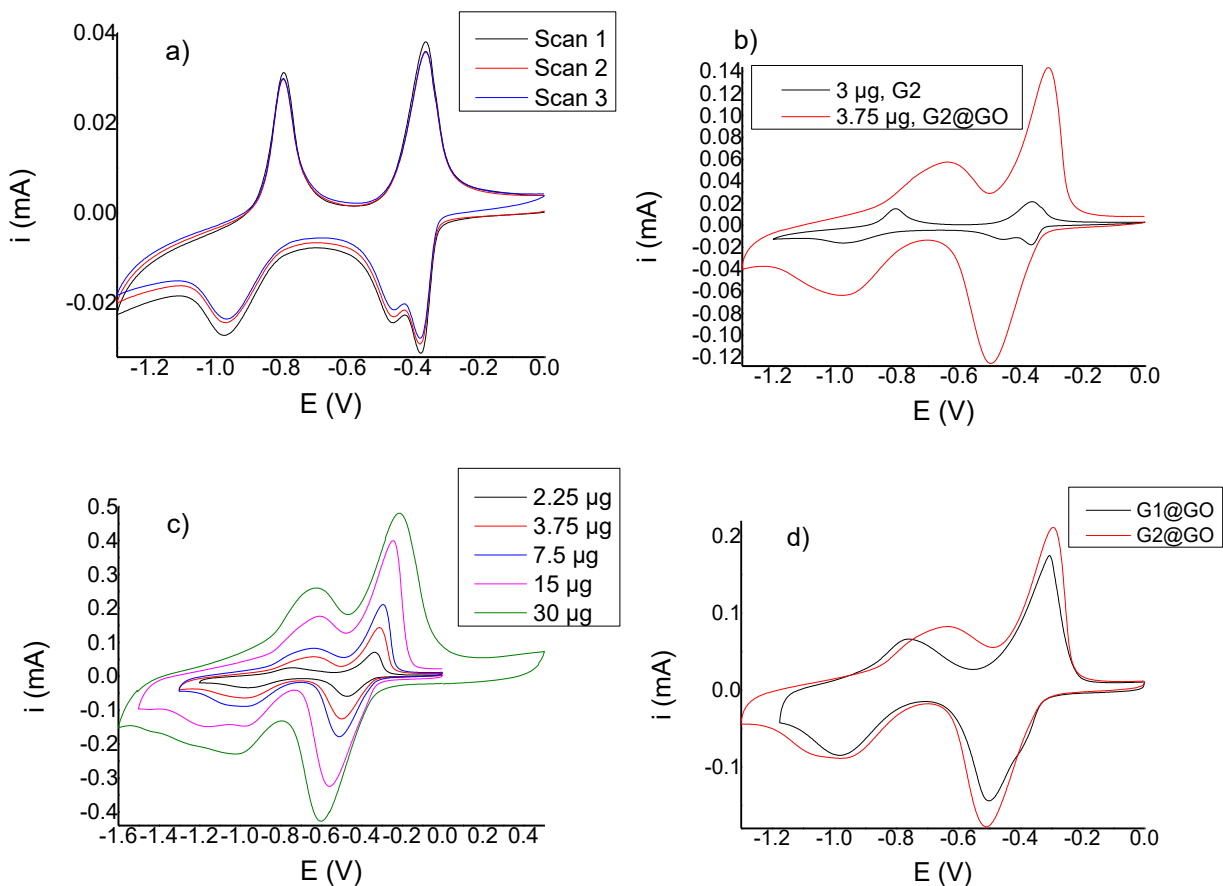 a)
Scan 1
Scan 2
Scan 3
0.04
0.02
0.00
-0.02
i (mA)
-1.2 -1.0 -0.8 -0.6 -0.4 -0.2 0.0
E (V)
b)
3 µg, G2
3.75 µg, G2@GO
0.14
0.12
0.10
0.08
0.06
0.04
0.02
0.00
-0.02
-0.04
-0.06
-0.08
-0.10
-0.12
i (mA)
-1.2 -1.0 -0.8 -0.6 -0.4 -0.2 0.0
E (V)
c)
2.25 µg
3.75 µg
7.5 µg
15 µg
30 µg
0.5
0.4
0.3
0.2
0.1
0.0
-0.1
-0.2
-0.3
-0.4
i (mA)
-1.6 -1.4 -1.2 -1.0 -0.8 -0.6 -0.4 -0.2 0.0 0.2 0.4
E (V)
d)
G1@GO
G2@GO
0.2
0.1
0.0
-0.1
i (mA)
-1.2 -1.0 -0.8 -0.6 -0.4 -0.2 0.0
E (V)